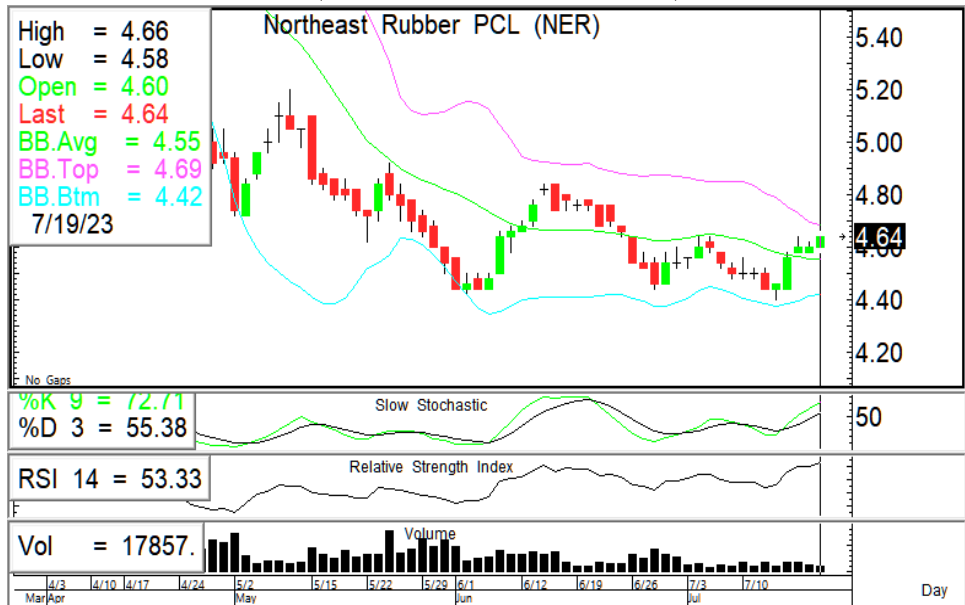 Northeast Rubber PCL (NER)
High = 4.66
Low = 4.58
Open = 4.60
Last = 4.64
BB.Avg = 4.55
BB.Top = 4.69
BB.Btm = 4.42
7/19/23
5.40
5.20
5.00
4.80
4.64
4.60
4.40
4.20
No Gaps
%K 9 = 72.71
%D 3 = 55.38
Slow Stochastic
50
RSI 14 = 53.33
Relative Strength Index
Vol = 17857.
Volume
4/3 4/10 4/17 4/24 5/2 5/15 5/22 5/29 6/1 6/12 6/19 6/26 7/3 7/10
Mar Apr May Jun Jul
Day